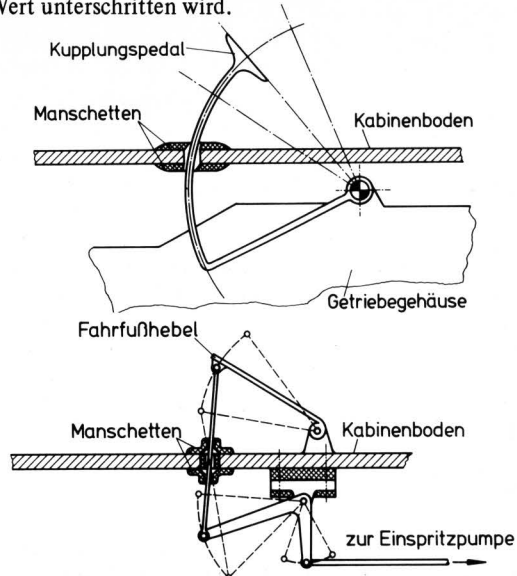 Wert unterschritten wird.
Kupplungspedal
Manschetten
Kabinenboden
Getriebegehäuse
Fahrfußhebel
Manschetten
Kabinenboden
zur Einspritzpumpe